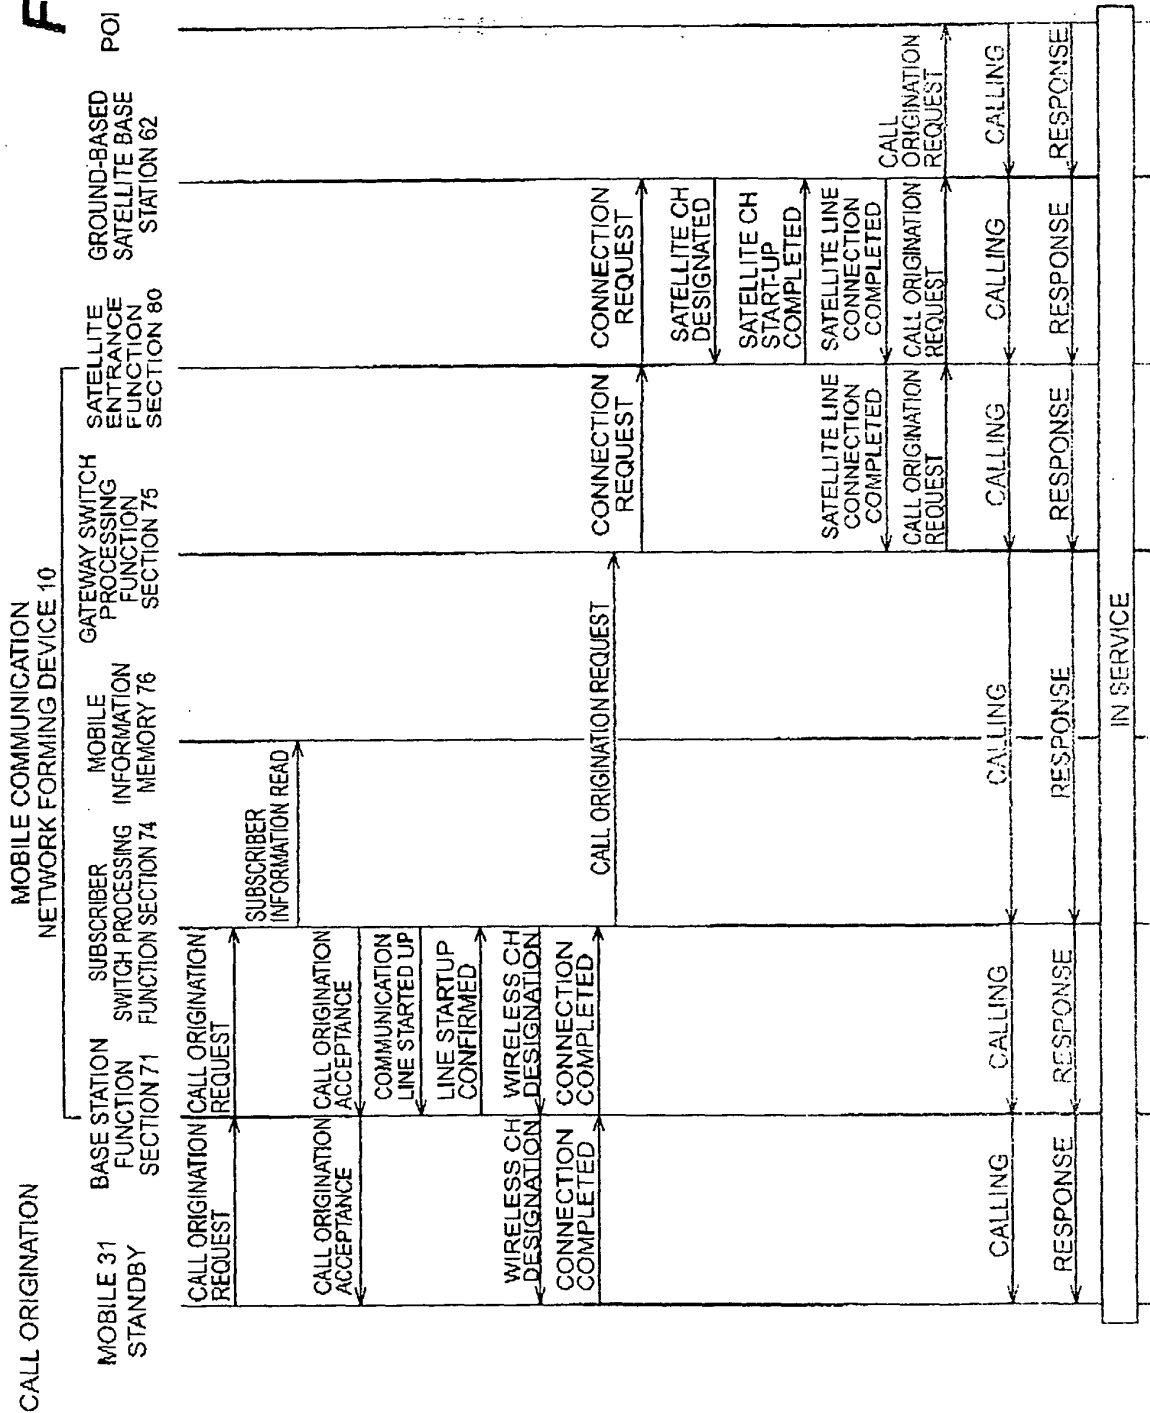 F
CALL ORIGINATION
MOBILE COMMUNICATION
NETWORK FORMING DEVICE 10
MOBILE 31
STANDBY
BASE STATION
FUNCTION
SECTION 71
SUBSCRIBER
SWITCH PROCESSING
FUNCTION SECTION 74
MOBILE
INFORMATION
MEMORY 76
GATEWAY SWITCH
PROCESSING
FUNCTION
SECTION 75
SATELLITE
ENTRANCE
FUNCTION
SECTION 80
GROUND-BASED
SATELLITE BASE
STATION 62
POI
CALL ORIGINATION
REQUEST
CALL ORIGINATION
REQUEST
SUBSCRIBER
INFORMATION READ
CALL ORIGINATION
ACCEPTANCE
CALL ORIGINATION
ACCEPTANCE
COMMUNICATION
LINE STARTED UP
LINE STARTUP
CONFIRMED
WIRELESS CH
DESIGNATION
WIRELESS CH
DESIGNATION
CONNECTION
COMPLETED
CONNECTION
COMPLETED
CALL ORIGINATION REQUEST
CONNECTION
REQUEST
CONNECTION
REQUEST
SATELLITE CH
DESIGNATED
SATELLITE CH
START-UP
COMPLETED
SATELLITE LINE
CONNECTION
COMPLETED
SATELLITE LINE
CONNECTION
COMPLETED
CALL ORIGINATION
REQUEST
CALL ORIGINATION
REQUEST
CALL
ORIGINATION
REQUEST
CALLING
CALLING
CALLING
CALLING
CALLING
CALLING
RESPONSE
RESPONSE
RESPONSE
RESPONSE
RESPONSE
RESPONSE
IN SERVICE